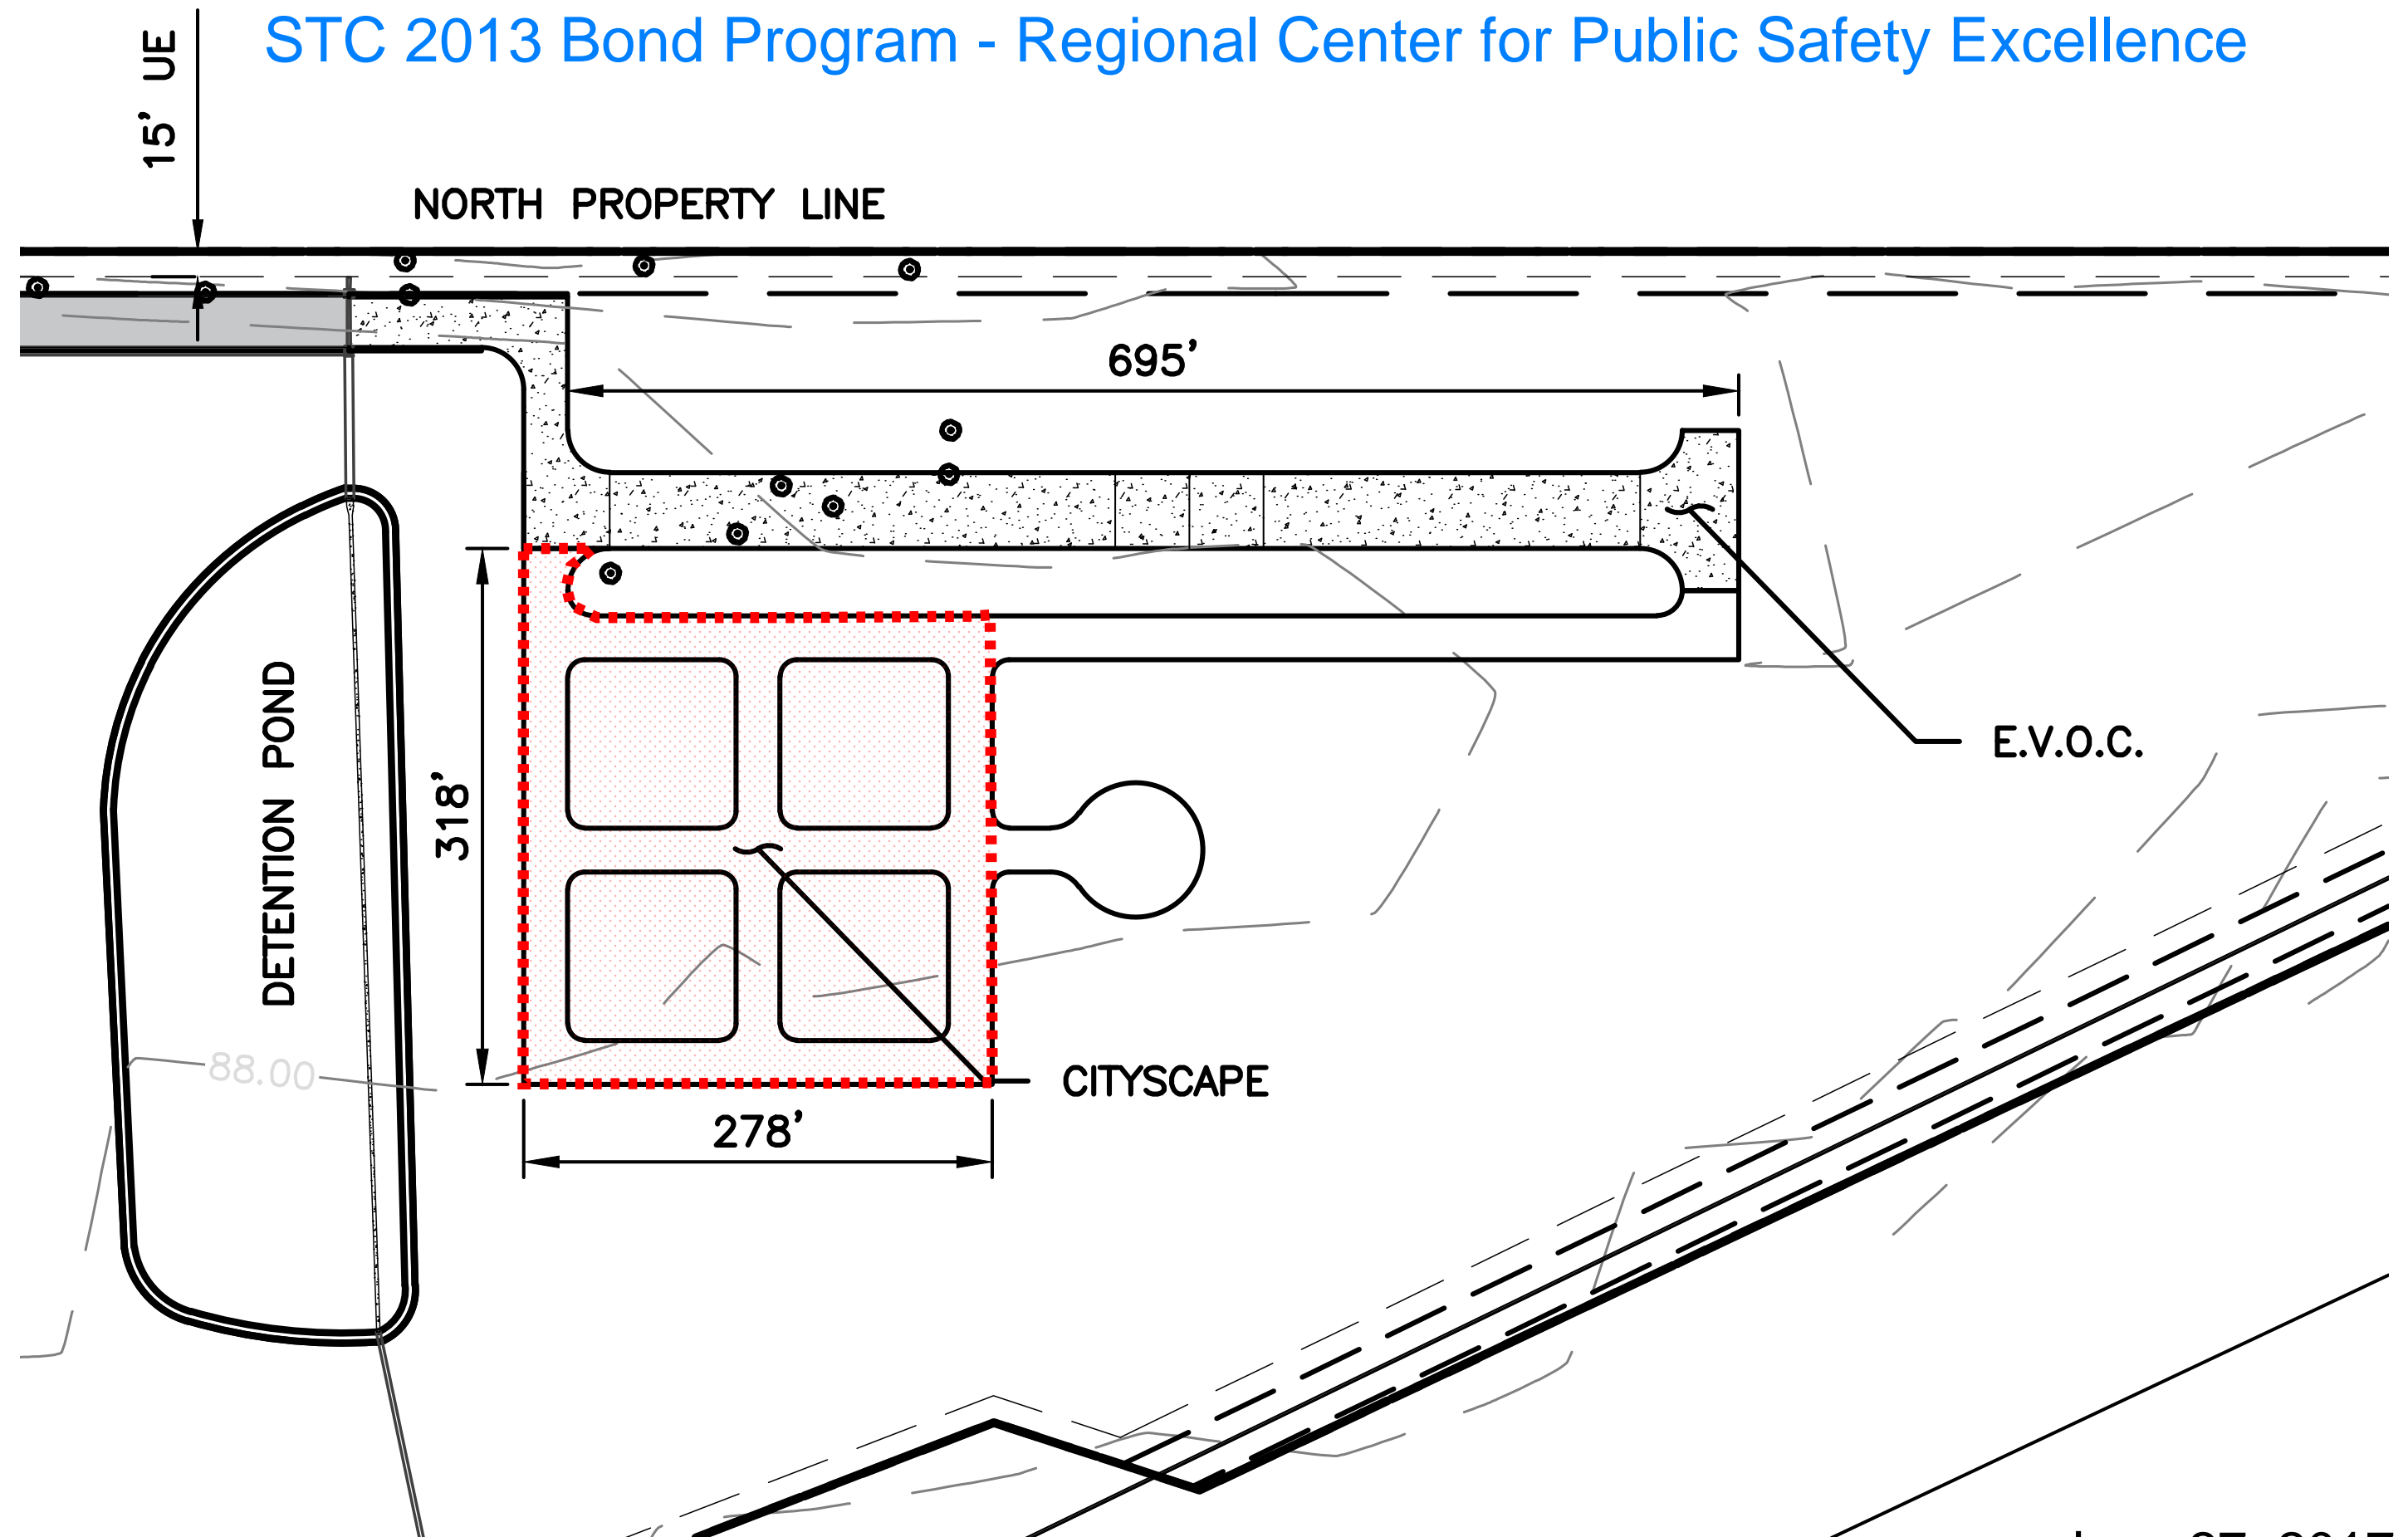 STC 2013 Bond Program - Regional Center for Public Safety Excellence
15' UE
NORTH PROPERTY LINE
695'
E.V.O.C.
DETENTION POND
318'
88.00
CITYSCAPE
278'